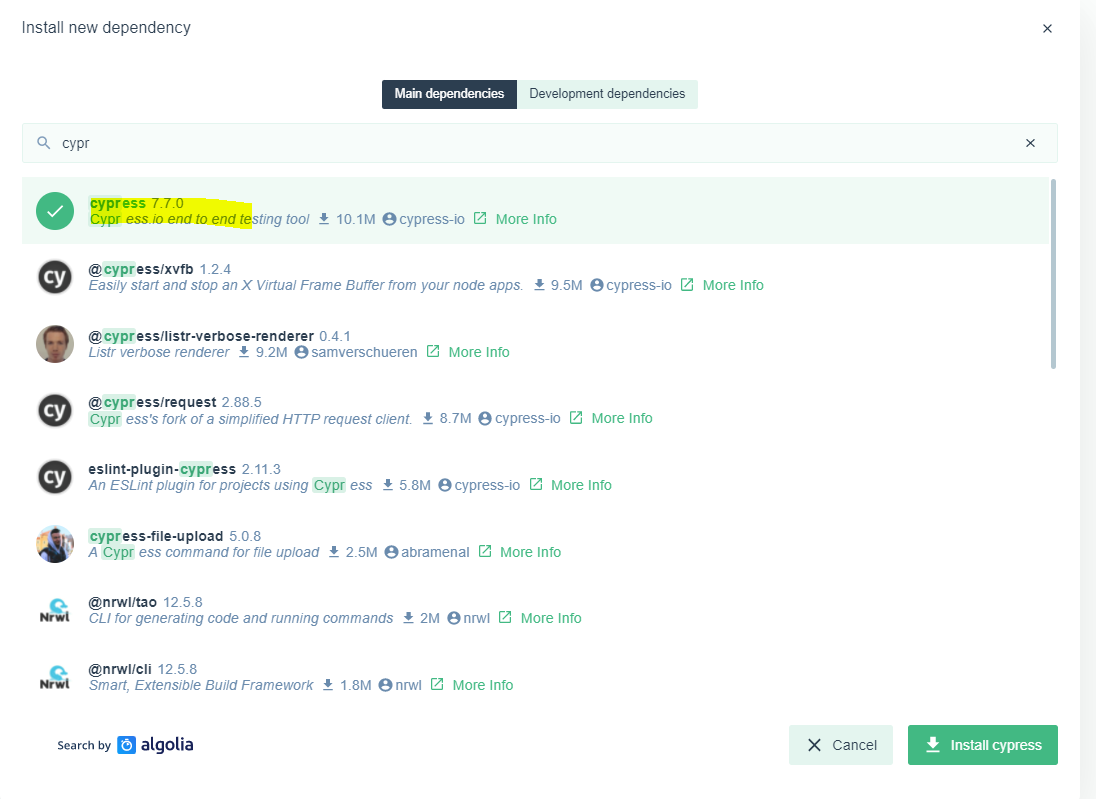 Install new dependency
Main dependencies Development dependencies
cypr
cypress 7.7.0
Cypr ess.io end to end testing tool 10.1M cypress-io More Info
cy @cypress/xvfb 1.2.4
Easily start and stop an X Virtual Frame Buffer from your node apps. 9.5M cypress-io More Info
@cypress/listr-verbose-renderer 0.4.1
Listr verbose renderer 9.2M samverschueren More Info
cy @cypress/request 2.88.5
Cypr ess's fork of a simplified HTTP request client. 8.7M cypress-io More Info
cy eslint-plugin-cypress 2.11.3
An ESLint plugin for projects using Cypr ess 5.8M cypress-io More Info
cypress-file-upload 5.0.8
A Cypr ess command for file upload 2.5M abramenal More Info
Nrwl @nrwl/tao 12.5.8
CLI for generating code and running commands 2M nrwl More Info
Nrwl @nrwl/cli 12.5.8
Smart, Extensible Build Framework 1.8M nrwl More Info
Search by algolia Cancel Install cypress